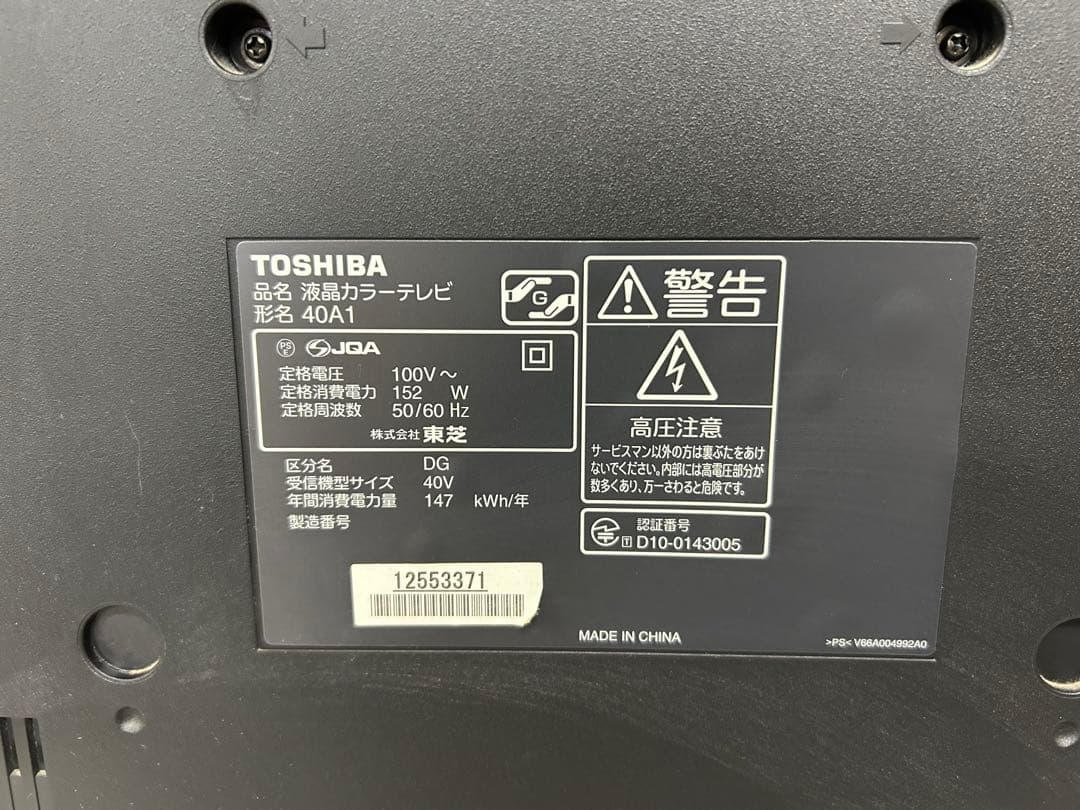 TOSHIBA
品名 液晶カラーテレビ
形名 40A1
G
PS
E
JQA
定格電圧 100V～
定格消費電力 152 W
定格周波数 50/60 Hz
株式会社 東芝
区分名 DG
受信機型サイズ 40V
年間消費電力量 147 kWh/年
製造番号
12553371
警告
高圧注意
サービスマン以外の方は裏ぶたをあけ
ないでください。内部には高電圧部分が
数多くあり、万一さわると危険です。
認証番号
T D10-0143005
MADE IN CHINA
>PS< V66A004992A0